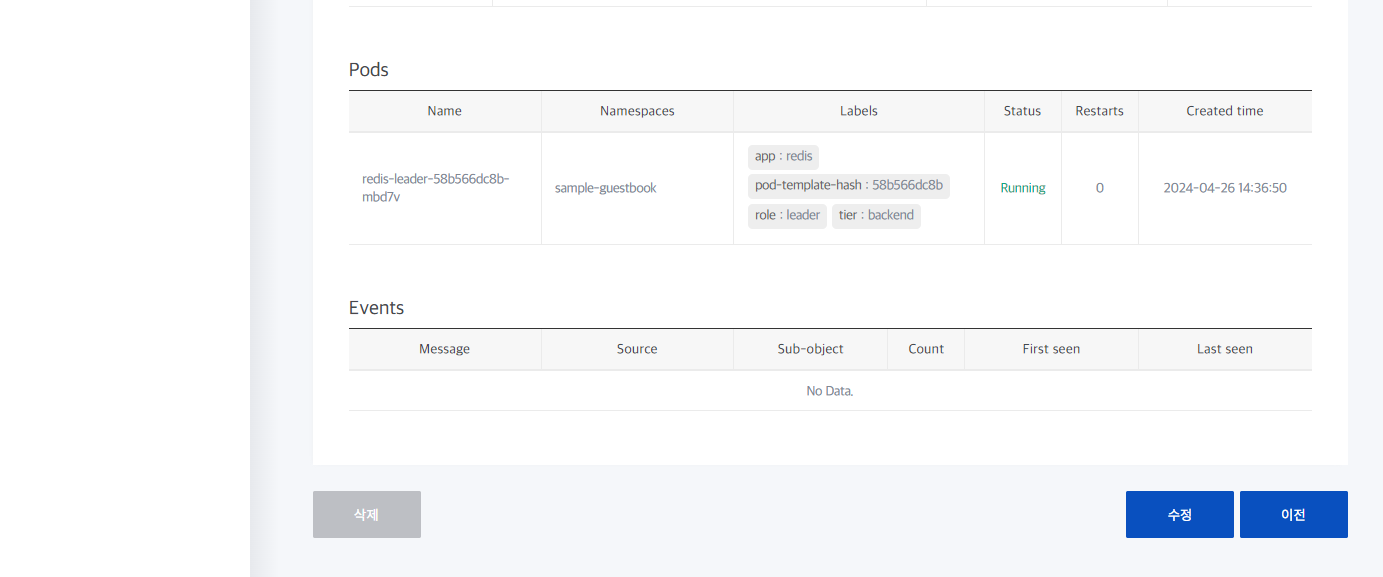 Pods
Name Namespaces Labels Status Restarts Created time
redis-leader-58b566dc8b-
mbd7v
sample-guestbook
app : redis
pod-template-hash : 58b566dc8b
role : leader tier : backend
Running
0
2024-04-26 14:36:50
Events
Message Source Sub-object Count First seen Last seen
No Data.
삭제 수정 이전